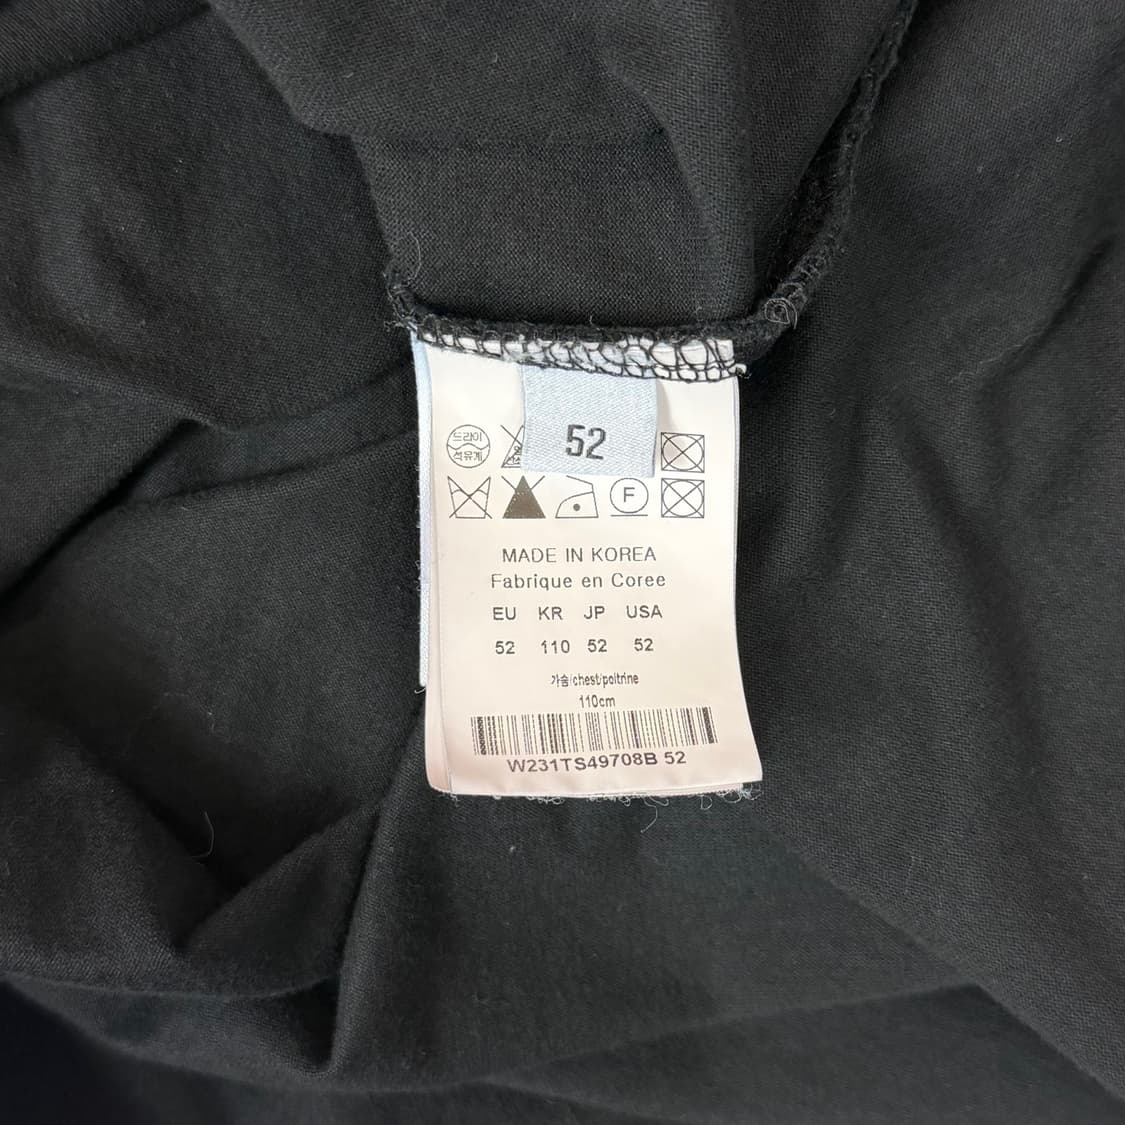 드라이
석유계
52
F
MADE IN KOREA
Fabrique en Coree
EU KR JP USA
52 110 52 52
가슴/chest/poitrine
110cm
W231TS49708B 52